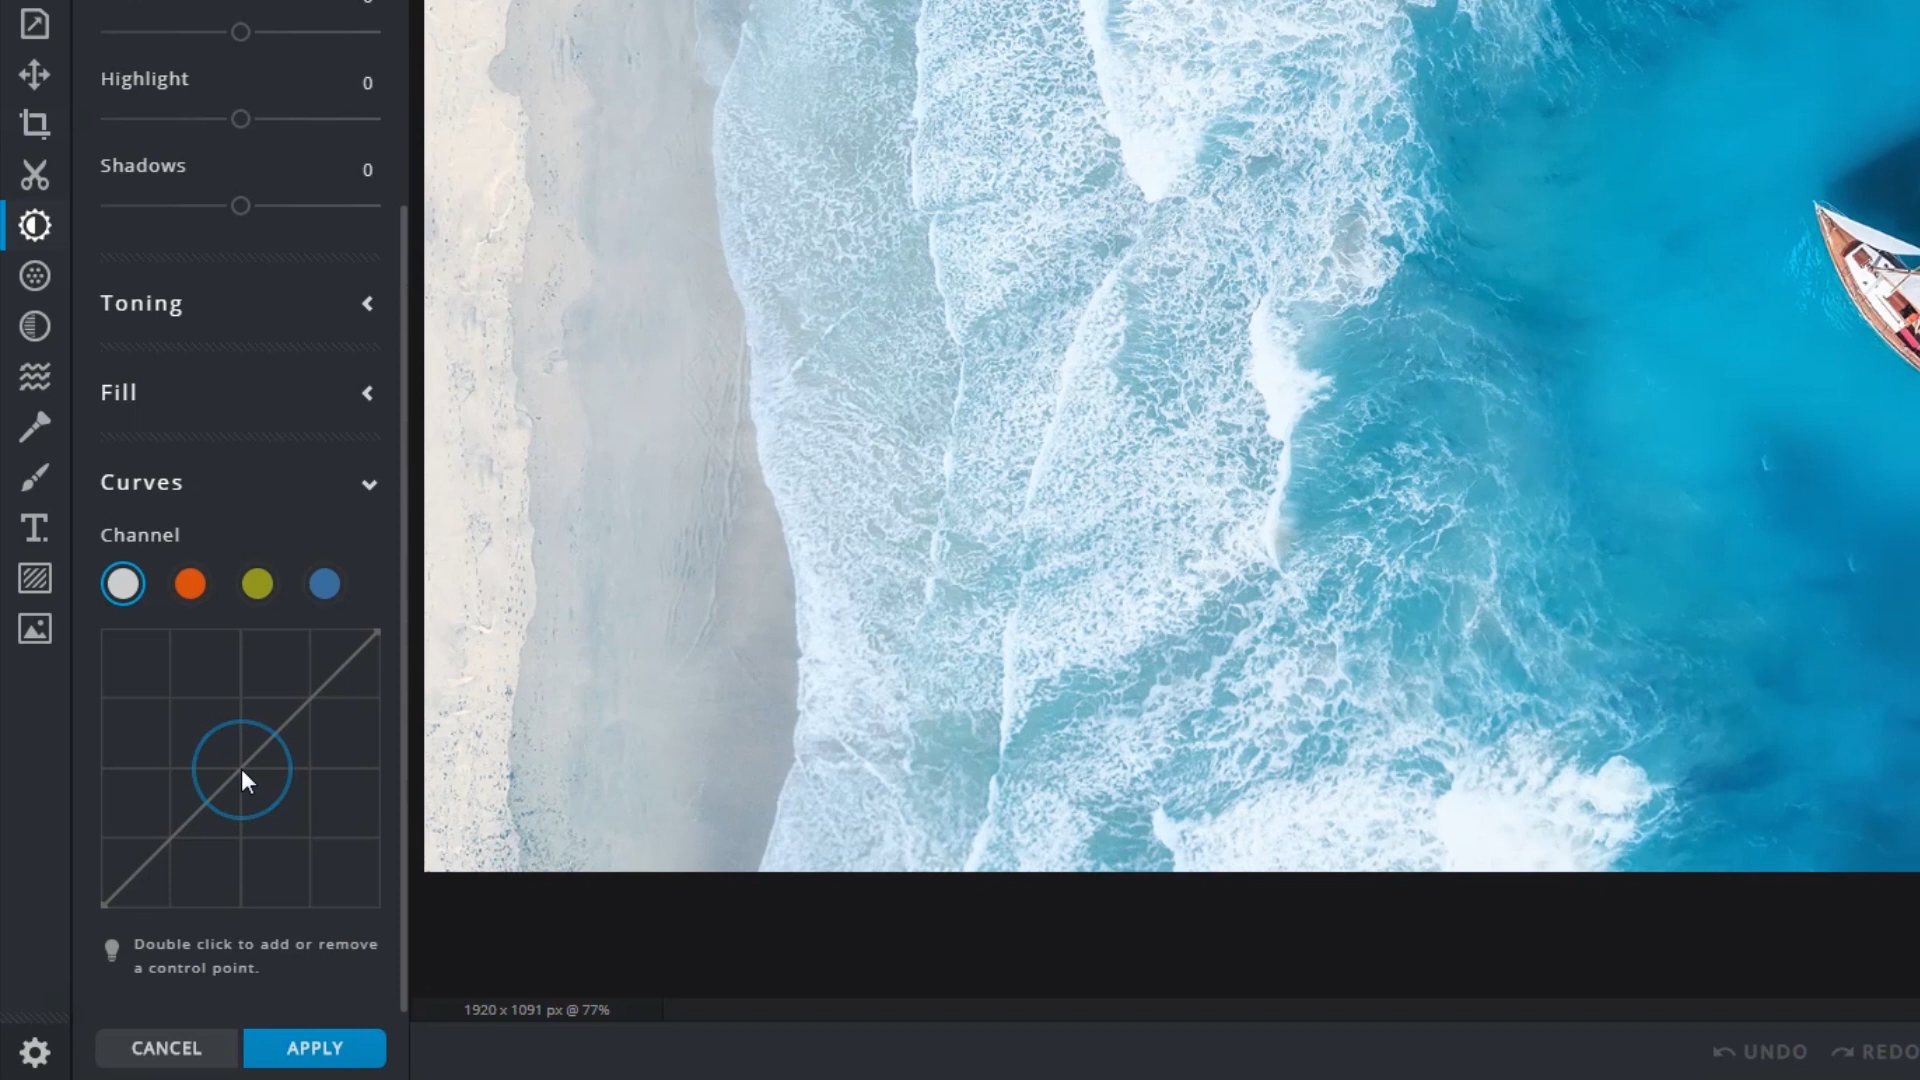 Highlight 0
Shadows 0
Toning
Fill
Curves
Channel
Double click to add or remove
a control point.
CANCEL APPLY
1920 x 1091 px @ 77%
UNDO REDO